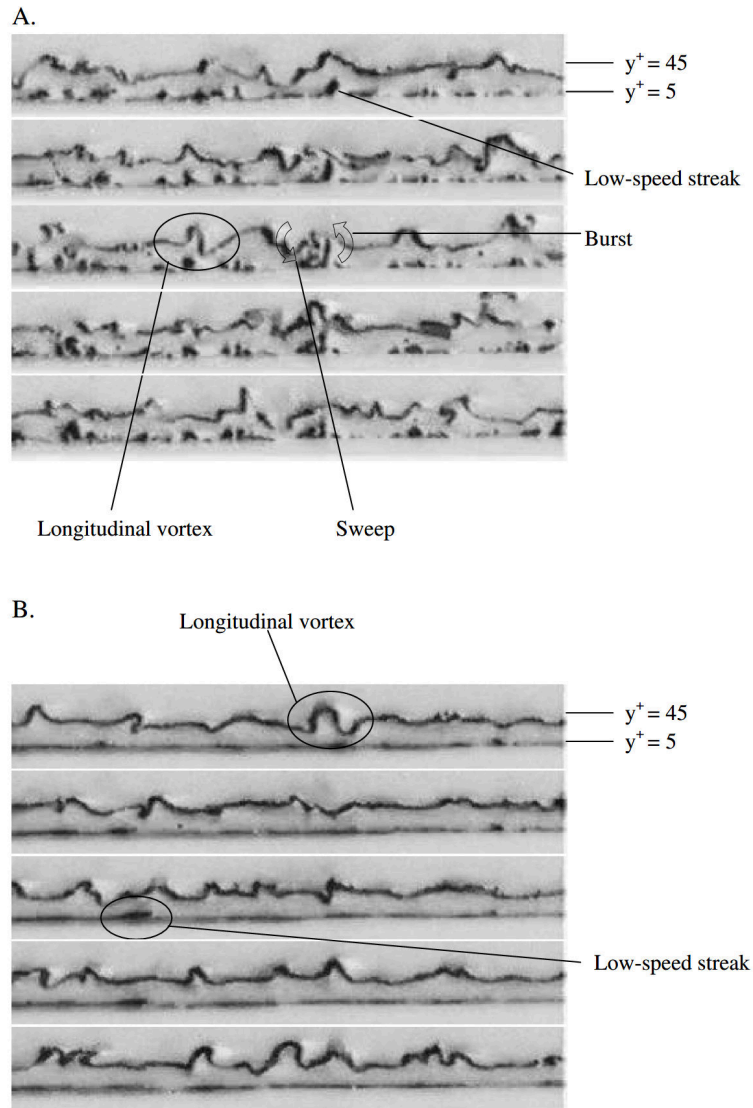 A.
y+ = 45
y+ = 5
Low-speed streak
Burst
Longitudinal vortex
Sweep
B.
Longitudinal vortex
y+ = 45
y+ = 5
Low-speed streak